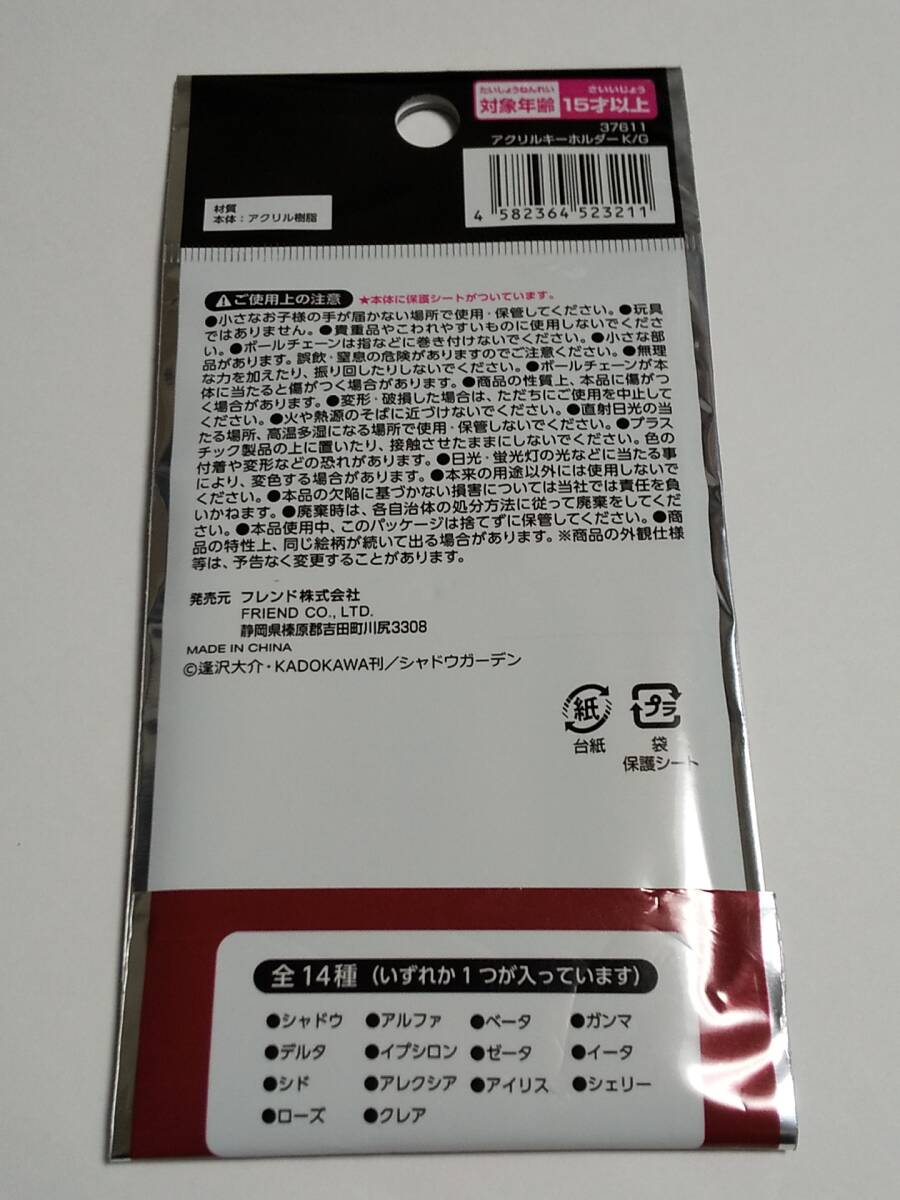 たいしょうねんれい さいいじょう
対象年齢 15才以上
37611
アクリルキーホルダー K/G
4 582364 523211
材質
本体：アクリル樹脂
ご使用上の注意 ★本体に保護シートがついています。
●小さなお子様の手が届かない場所で使用・保管してください。●玩具
ではありません。●貴重品やこわれやすいものに使用しないでくださ
い。●ボールチェーンは指などに巻き付けないでください。●小さな部
品があります。誤飲・窒息の危険がありますのでご注意ください。●無理
な力を加えたり、振り回したりしないでください。●ボールチェーンが本
体に当たると傷がつく場合があります。●商品の性質上、本品に傷がつ
く場合があります。●変形・破損した場合は、ただちにご使用を中止して
ください。●火や熱源のそばに近づけないでください。●直射日光の当
たる場所、高温多湿になる場所で使用・保管しないでください。●プラス
チック製品の上に置いたり、接触させたままにしないでください。色の
付着や変形などの恐れがあります。●日光・蛍光灯の光などに当たる事
により、変色する場合があります。●本来の用途以外には使用しないで
ください。●本品の欠陥に基づかない損害については当社では責任を負
いかねます。●廃棄時は、各自治体の処分方法に従って廃棄をしてくだ
さい。●本品使用中、このパッケージは捨てずに保管してください。●商
品の特性上、同じ絵柄が続いて出る場合があります。※商品の外観仕様
等は、予告なく変更することがあります。
発売元 フレンド株式会社
FRIEND CO., LTD.
静岡県榛原郡吉田町川尻3308
MADE IN CHINA
©逢沢大介・KADOKAWA刊／シャドウガーデン
紙 プラ
台紙 袋
保護シート
全14種（いずれか1つが入っています）
●シャドウ ●アルファ ●ベータ ●ガンマ
●デルタ ●イプシロン ●ゼータ ●イータ
●シド ●アレクシア ●アイリス ●シェリー
●ローズ ●クレア